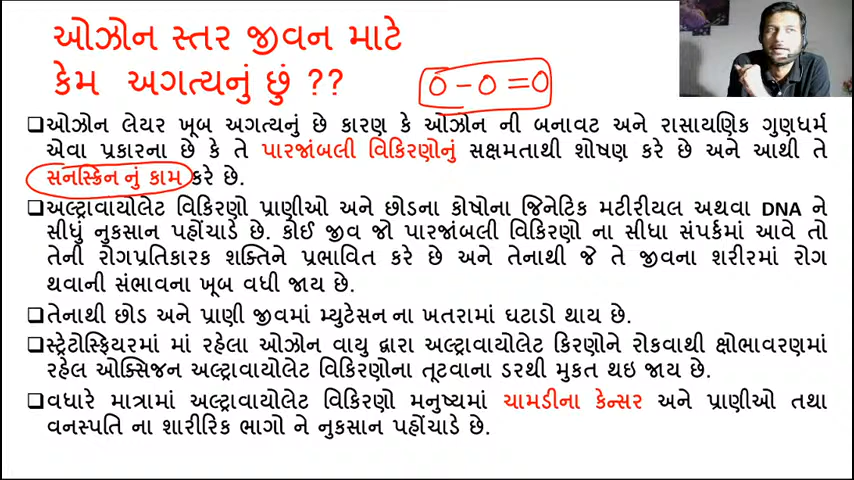 ઓઝોન સ્તર જીવન માટે
કેમ અગત્યનું છું ??
O - O = O
❑ઓઝોન લેયર ખૂબ અગત્યનું છે કારણ કે ઓઝોન ની બનાવટ અને રાસાયણિક ગુણધર્મ
એવા પ્રકારના છે કે તે પારજાંબલી વિકિરણોનું સક્ષમતાથી શોષણ કરે છે અને આથી તે
સનસ્ક્રિન નું કામ કરે છે.
❑અલ્ટ્રાવાયોલેટ વિકિરણો પ્રાણીઓ અને છોડના કોષોના જિનેટિક મટીરીયલ અથવા DNA ને
સીધું નુકસાન પહોંચાડે છે. કોઈ જીવ જો પારજાંબલી વિકિરણો ના સીધા સંપર્કમાં આવે તો
તેની રોગપ્રતિકારક શક્તિને પ્રભાવિત કરે છે અને તેનાથી જે તે જીવના શરીરમાં રોગ
થવાની સંભાવના ખૂબ વધી જાય છે.
❑તેનાથી છોડ અને પ્રાણી જીવમાં મ્યુટેસન ના ખતરામાં ઘટાડો થાય છે.
❑સ્ટ્રેટોસ્ફિયરમાં માં રહેલા ઓઝોન વાયુ દ્વારા અલ્ટ્રાવાયોલેટ કિરણોને રોકવાથી ક્ષોભાવરણમાં
રહેલ ઓક્સિજન અલ્ટ્રાવાયોલેટ વિકિરણોના તૂટવાના ડરથી મુકત થઇ જાય છે.
❑વધારે માત્રામાં અલ્ટ્રાવાયોલેટ વિકિરણો મનુષ્યમાં ચામડીના કેન્સર અને પ્રાણીઓ તથા
વનસ્પતિ ના શારીરિક ભાગો ને નુકસાન પહોંચાડે છે.